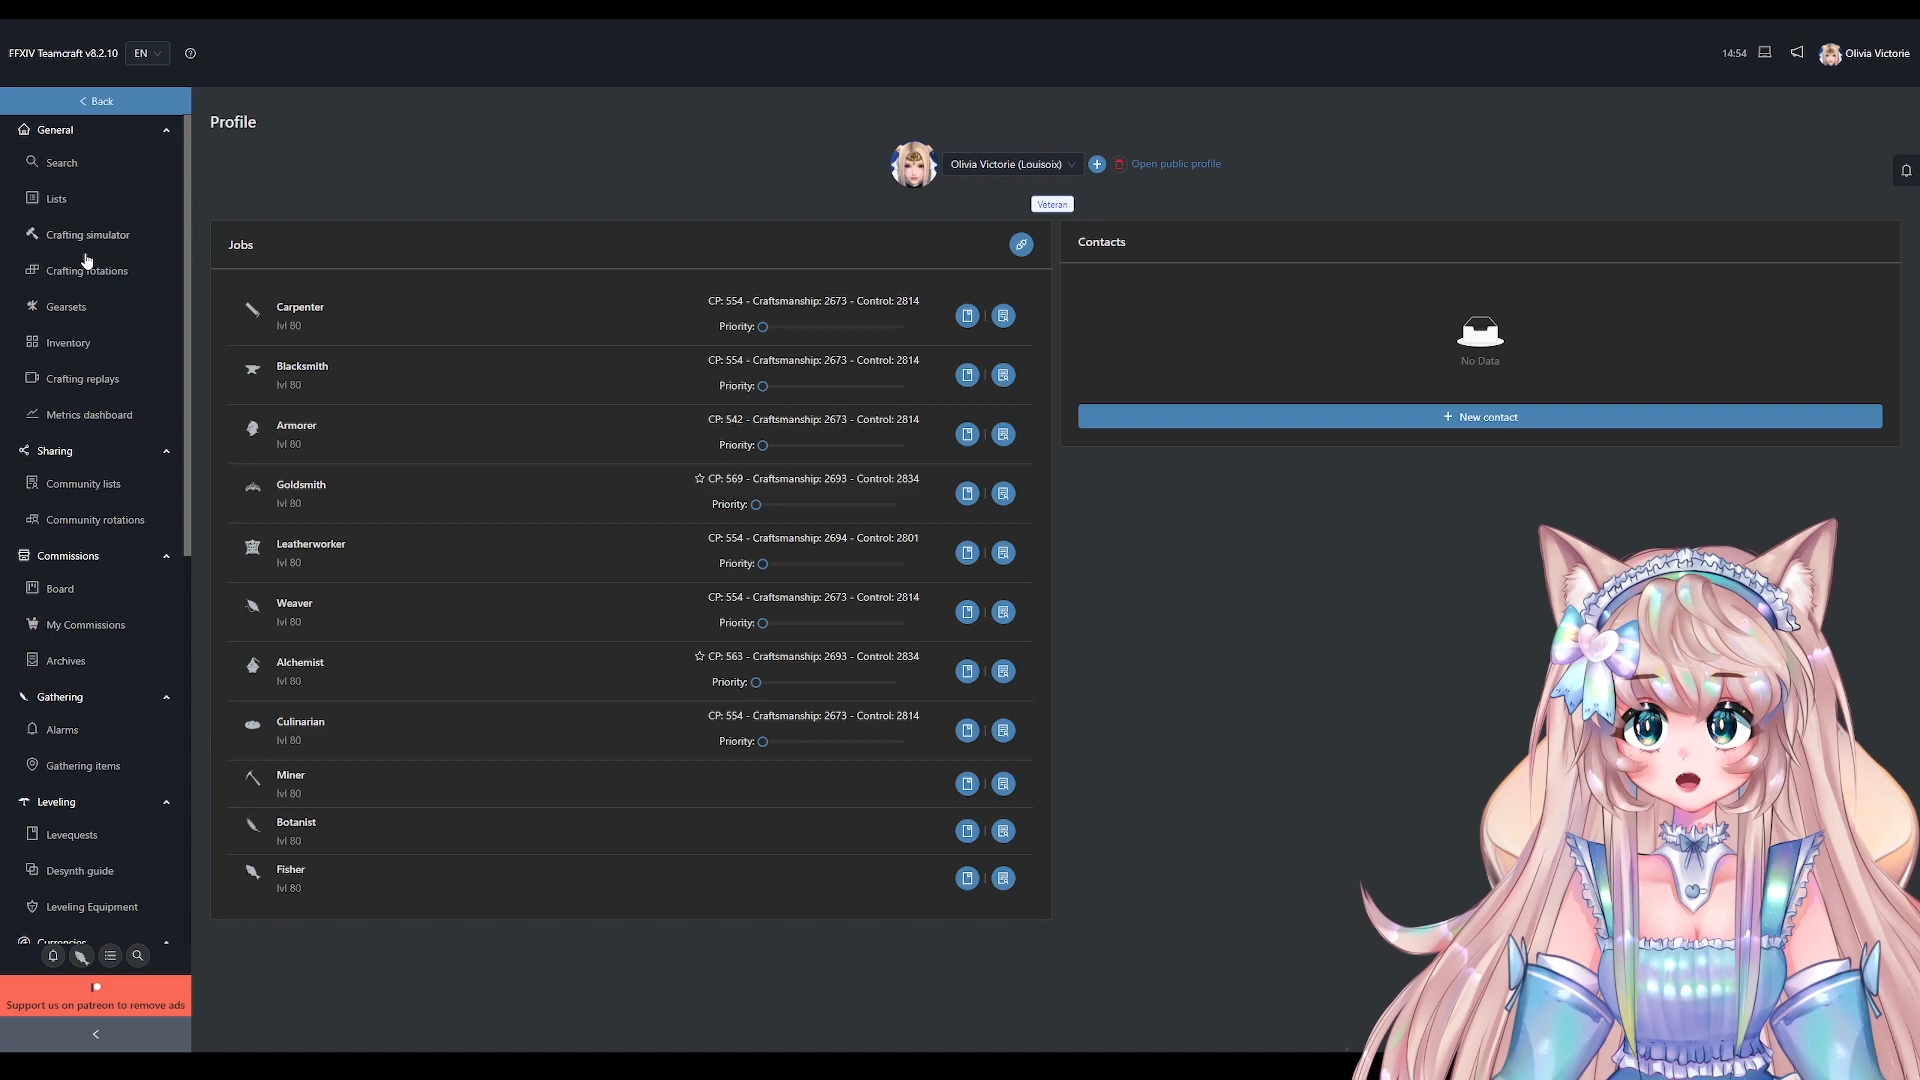 FFXIV Teamcraft v8.2.10
EN
14:54
Olivia Victorie
Back
General
Search
Lists
Crafting simulator
Crafting rotations
Gearsets
Inventory
Crafting replays
Metrics dashboard
Sharing
Community lists
Community rotations
Commissions
Board
My Commissions
Archives
Gathering
Alarms
Gathering items
Leveling
Levequests
Desynth guide
Leveling Equipment
Currencies
Support us on patreon to remove ads
Profile
Olivia Victorie (Louisoix)
Open public profile
Veteran
Jobs
Carpenter
lvl 80
CP: 554 - Craftsmanship: 2673 - Control: 2814
Priority:
Blacksmith
lvl 80
CP: 554 - Craftsmanship: 2673 - Control: 2814
Priority:
Armorer
lvl 80
CP: 542 - Craftsmanship: 2673 - Control: 2814
Priority:
Goldsmith
lvl 80
CP: 569 - Craftsmanship: 2693 - Control: 2834
Priority:
Leatherworker
lvl 80
CP: 554 - Craftsmanship: 2694 - Control: 2801
Priority:
Weaver
lvl 80
CP: 554 - Craftsmanship: 2673 - Control: 2814
Priority:
Alchemist
lvl 80
CP: 563 - Craftsmanship: 2693 - Control: 2834
Priority:
Culinarian
lvl 80
CP: 554 - Craftsmanship: 2673 - Control: 2814
Priority:
Miner
lvl 80
Botanist
lvl 80
Fisher
lvl 80
Contacts
No Data
New contact